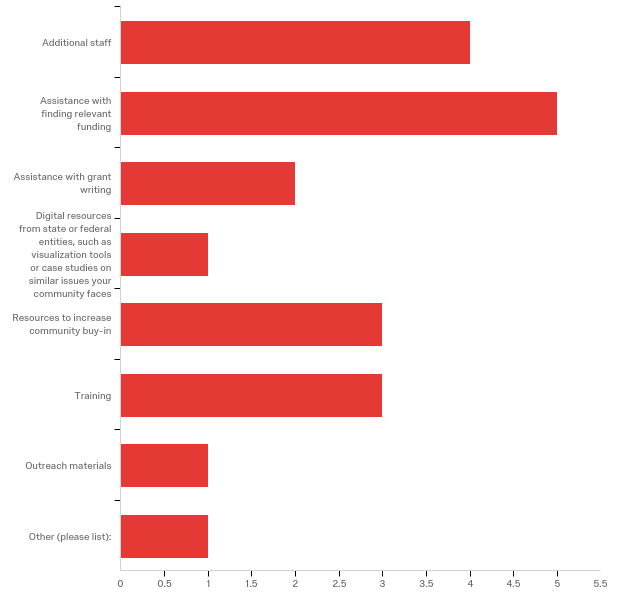 Additional staff
Assistance with
finding relevant
funding
Assistance with grant
writing
Digital resources
from state or federal
entities, such as
visualization tools
or case studies on
similar issues your
community faces
Resources to increase
community buy-in
Training
Outreach materials
Other (please list):
0 0.5 1 1.5 2 2.5 3 3.5 4 4.5 5 5.5